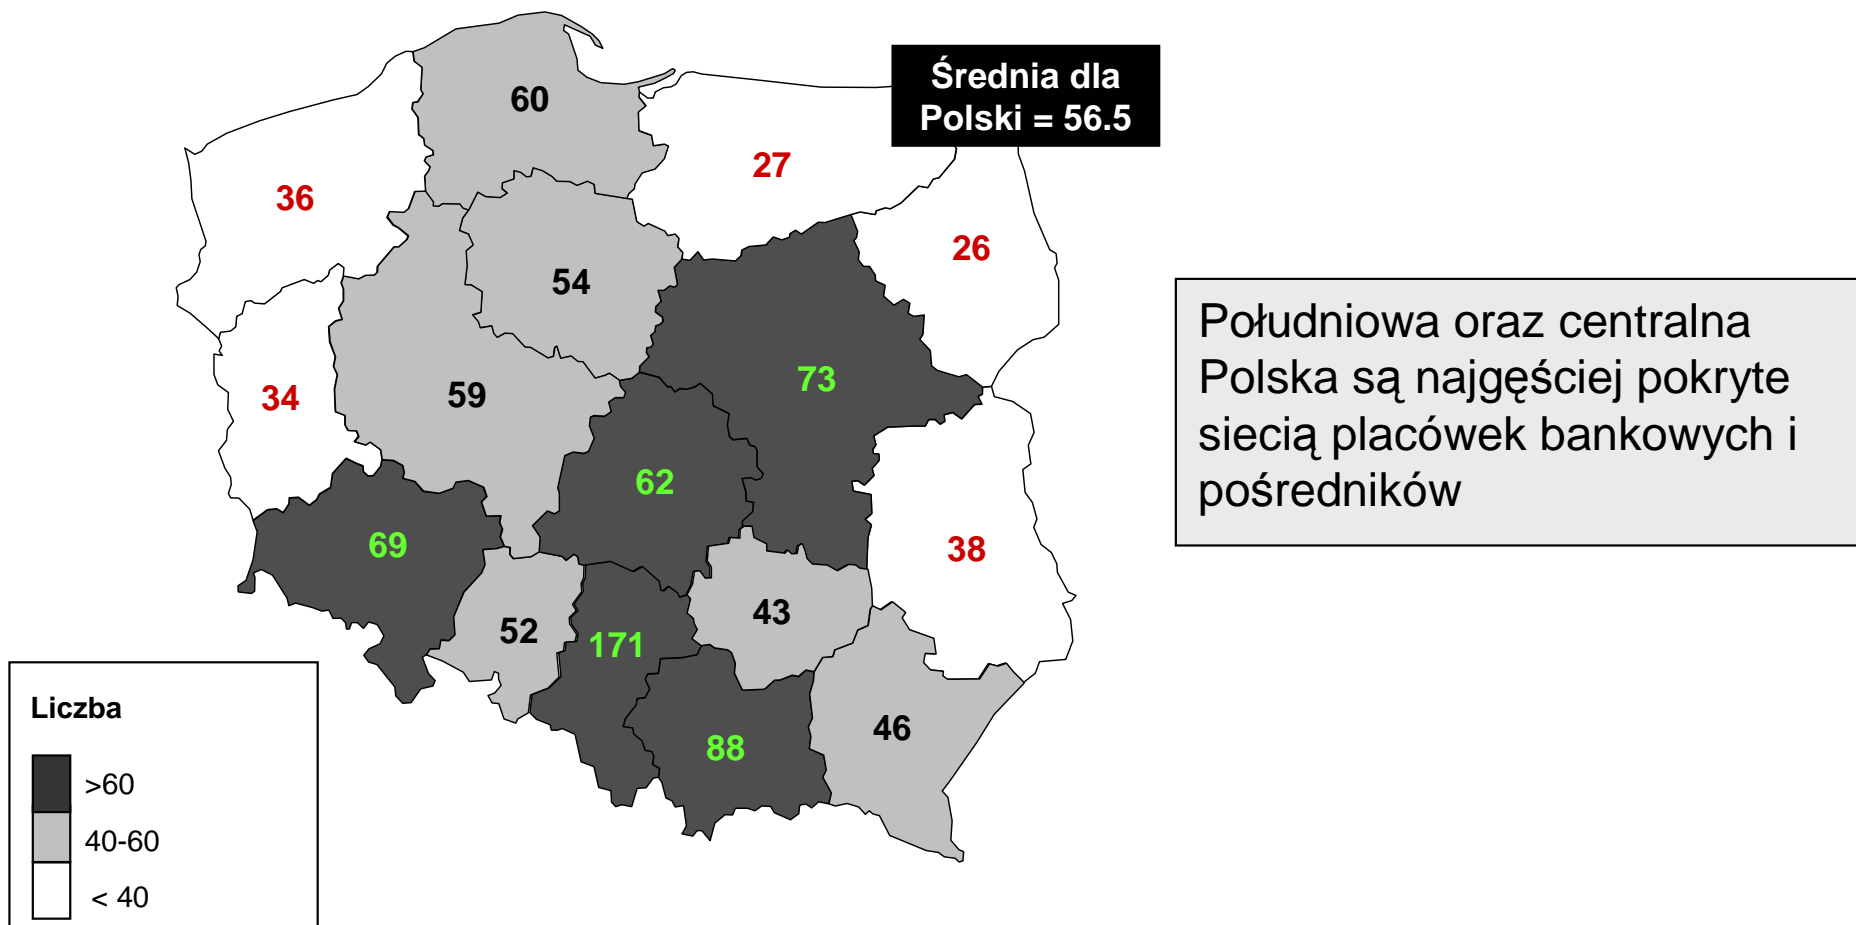 Średnia dla
Polski = 56.5
60
27
36
26
54
73
34
59
62
69
38
43
52
171
46
88
Południowa oraz centralna
Polska są najgęściej pokryte
siecią placówek bankowych i
pośredników
Liczba
>60
40-60
< 40